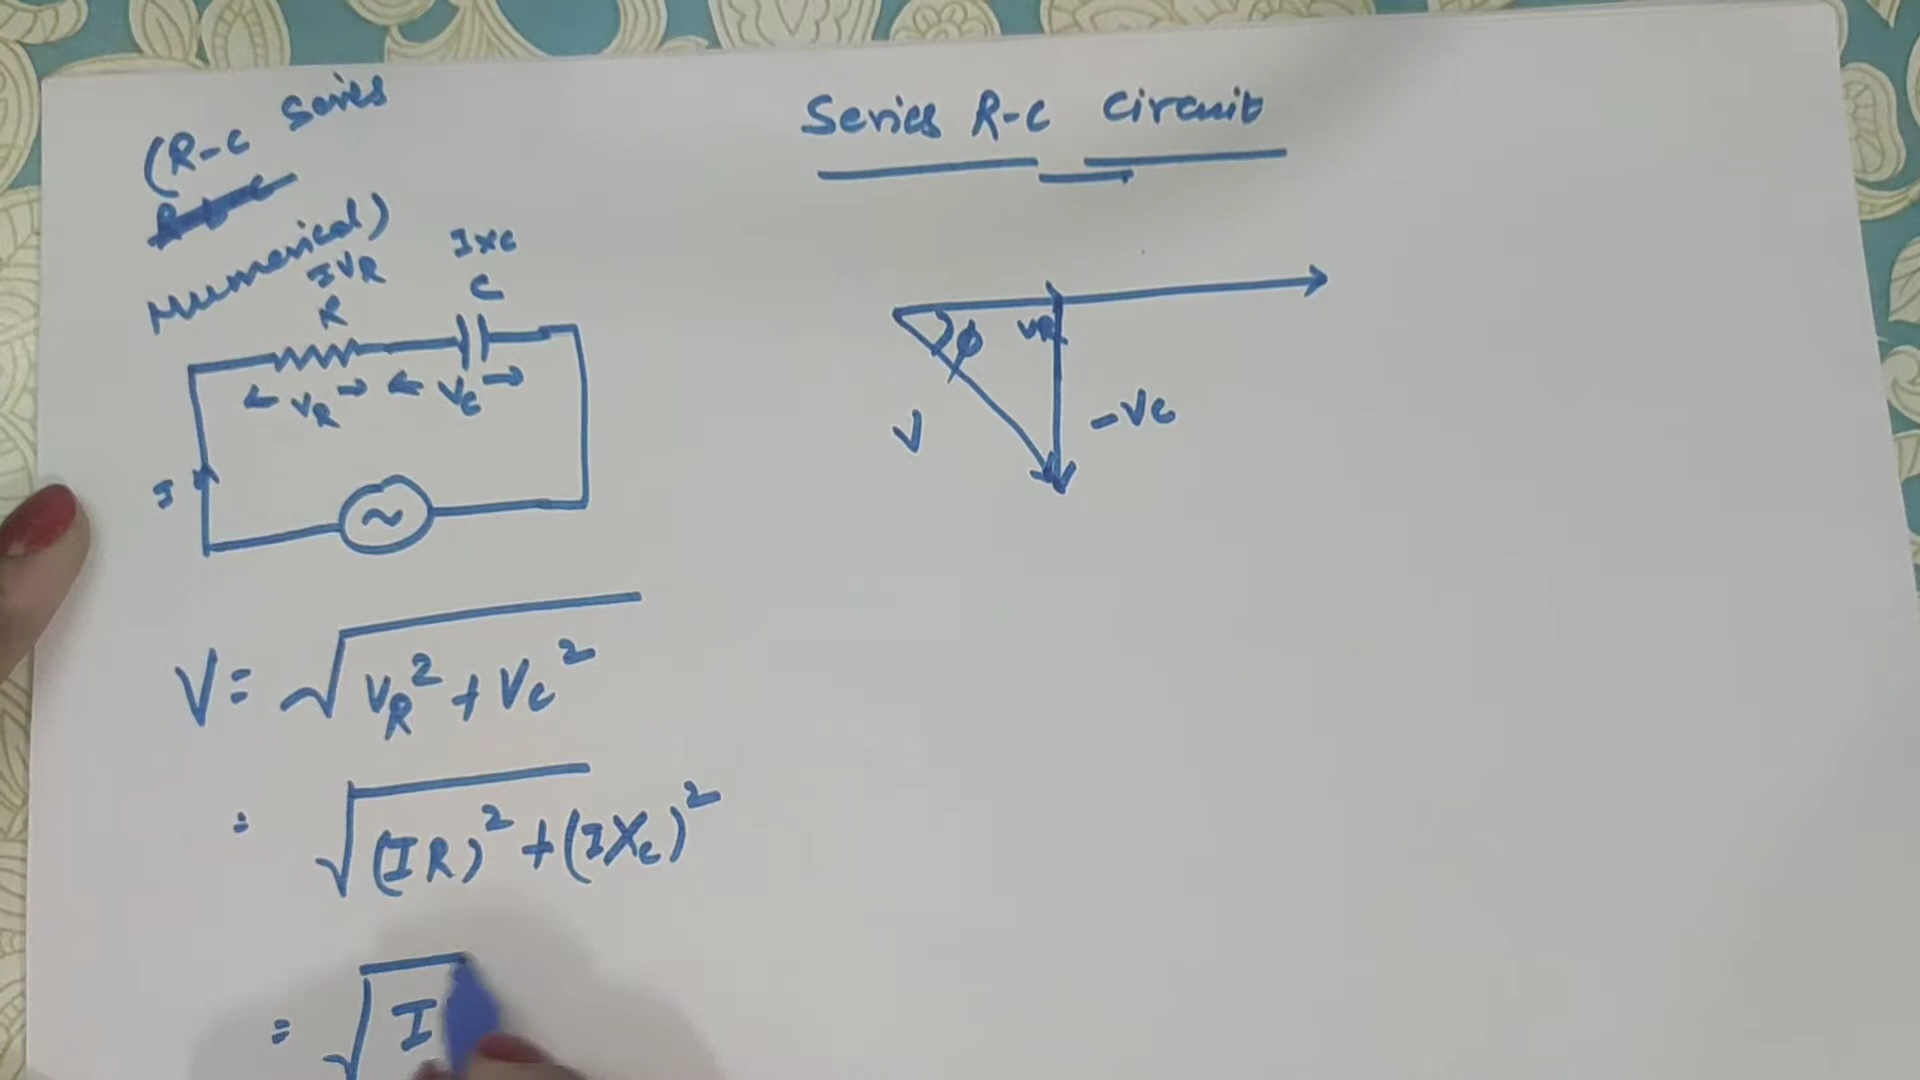 (R-C Series
Numerical)
Series R-C Circuit
IVR IXC
R C
VR VC
I
φ VR
V -VC
V = √VR² + VC²
= √(IR)² + (IXC)²
= √I